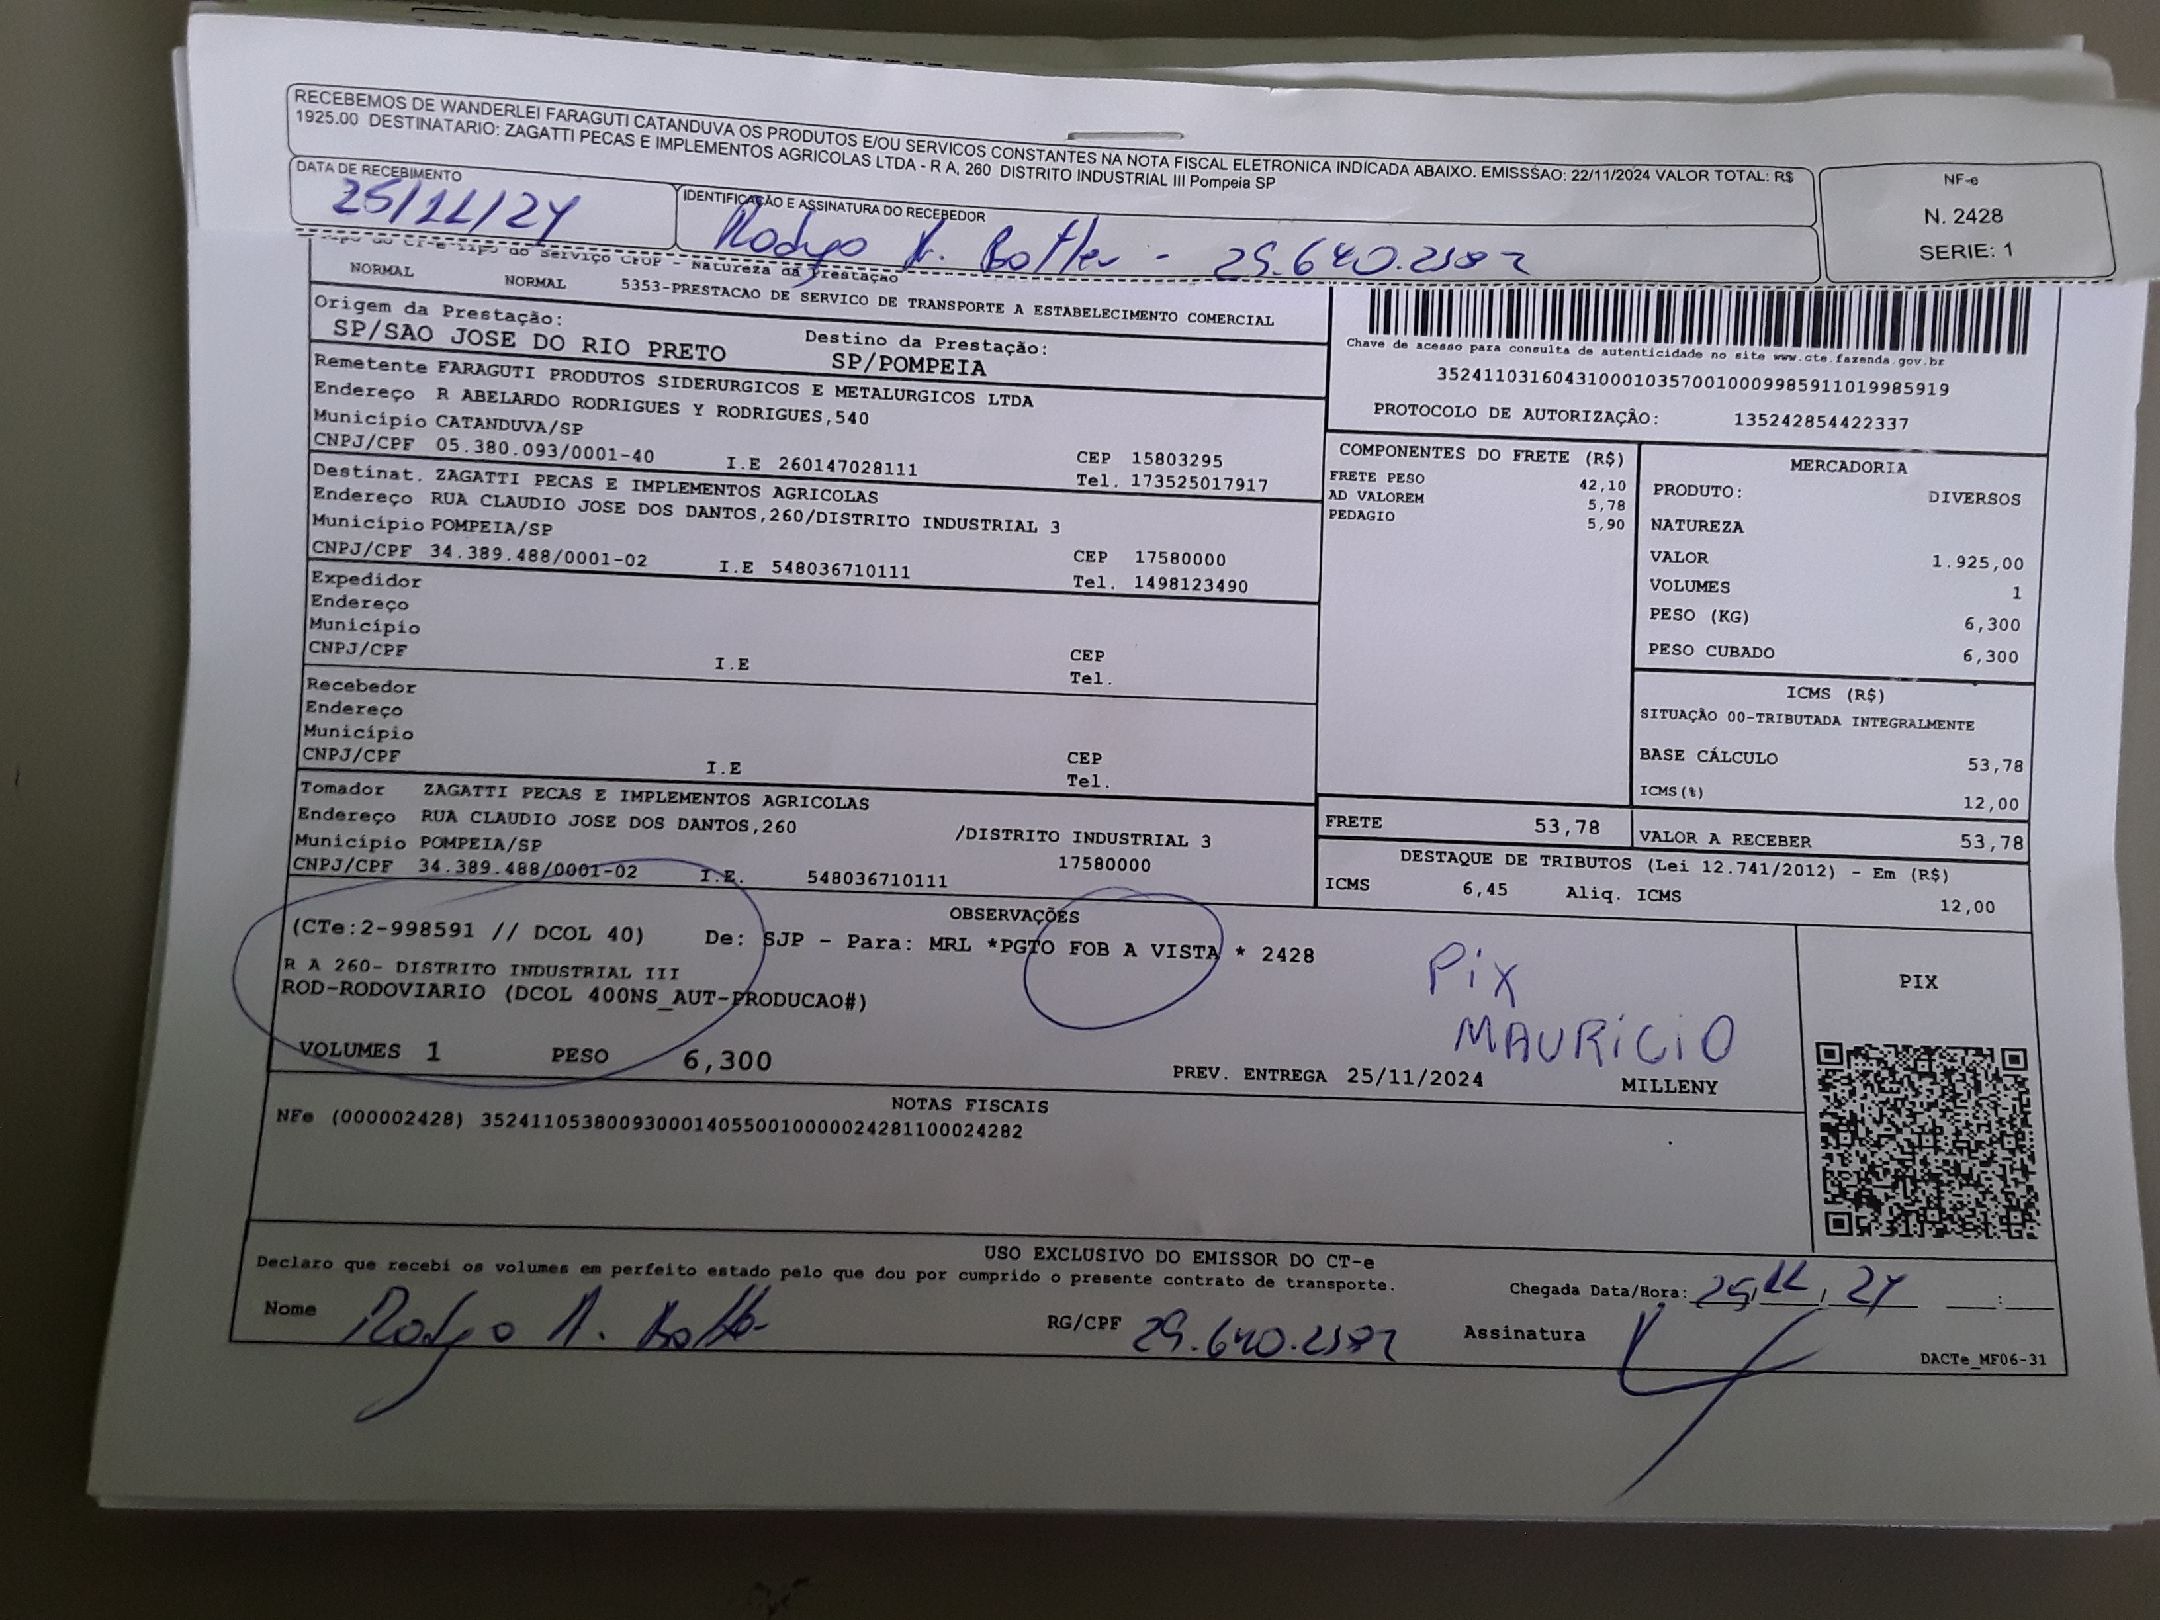 RECEBEMOS DE WANDERLEI FARAGUTI CATANDUVA OS PRODUTOS E/OU SERVICOS CONSTANTES NA NOTA FISCAL ELETRONICA INDICADA ABAIXO. EMISSSAO: 22/11/2024 VALOR TOTAL: R$
1925.00 DESTINATARIO: ZAGATTI PECAS E IMPLEMENTOS AGRICOLAS LTDA - R A, 260 DISTRITO INDUSTRIAL III Pompeia SP
NF-e
N. 2428
SERIE: 1
DATA DE RECEBIMENTO
25/11/24
IDENTIFICAÇÃO E ASSINATURA DO RECEBEDOR
Rodrigo A.
Tipo do CT-e Tipo do Serviço CFOP - Natureza da Prestação
NORMAL NORMAL 5353-PRESTACAO DE SERVICO DE TRANSPORTE A ESTABELECIMENTO COMERCIAL
Origem da Prestação: Destino da Prestação:
SP/SAO JOSE DO RIO PRETO SP/POMPEIA
Remetente FARAGUTI PRODUTOS SIDERURGICOS E METALURGICOS LTDA
Endereço R ABELARDO RODRIGUES Y RODRIGUES,540
Município CATANDUVA/SP CEP 15803295
CNPJ/CPF 05.380.093/0001-40 I.E 260147028111 Tel. 173525017917
Destinat. ZAGATTI PECAS E IMPLEMENTOS AGRICOLAS
Endereço RUA CLAUDIO JOSE DOS DANTOS,260/DISTRITO INDUSTRIAL 3
Município POMPEIA/SP CEP 17580000
CNPJ/CPF 34.389.488/0001-02 I.E 548036710111 Tel. 1498123490
Expedidor
Endereço
Município CEP
CNPJ/CPF I.E Tel.
Recebedor
Endereço
Município CEP
CNPJ/CPF I.E Tel.
Tomador ZAGATTI PECAS E IMPLEMENTOS AGRICOLAS
Endereço RUA CLAUDIO JOSE DOS DANTOS,260 /DISTRITO INDUSTRIAL 3
Município POMPEIA/SP 17580000
CNPJ/CPF 34.389.488/0001-02 I.E. 548036710111
Chave de acesso para consulta de autenticidade no site www.cte.fazenda.gov.br
35241103160431000103570010009985911019985919
PROTOCOLO DE AUTORIZAÇÃO: 135242854422337
COMPONENTES DO FRETE (R$)
FRETE PESO 42,10
AD VALOREM 5,78
PEDAGIO 5,90
MERCADORIA
PRODUTO: DIVERSOS
NATUREZA
VALOR 1.925,00
VOLUMES 1
PESO (KG) 6,300
PESO CUBADO 6,300
ICMS (R$)
SITUAÇÃO 00-TRIBUTADA INTEGRALMENTE
BASE CÁLCULO 53,78
ICMS(%) 12,00
FRETE 53,78 VALOR A RECEBER 53,78
DESTAQUE DE TRIBUTOS (Lei 12.741/2012) - Em (R$)
ICMS 6,45 Aliq. ICMS 12,00
OBSERVAÇÕES
(CTe:2-998591 // DCOL 40) De: SJP - Para: MRL *PGTO FOB A VISTA * 2428
R A 260- DISTRITO INDUSTRIAL III
ROD-RODOVIARIO (DCOL 400NS_AUT-PRODUCAO#)
PIX
MAURICIO
PIX
VOLUMES 1 PESO 6,300 PREV. ENTREGA 25/11/2024 MILLENY
NOTAS FISCAIS
NFe (000002428) 35241105380093000140550010000024281100024282
USO EXCLUSIVO DO EMISSOR DO CT-e
Declaro que recebi os volumes em perfeito estado pelo que dou por cumprido o presente contrato de transporte.
Chegada Data/Hora: 25, 11, 24 __:__
Nome Rodrigo A. RG/CPF Assinatura
DACTe_MF06-31